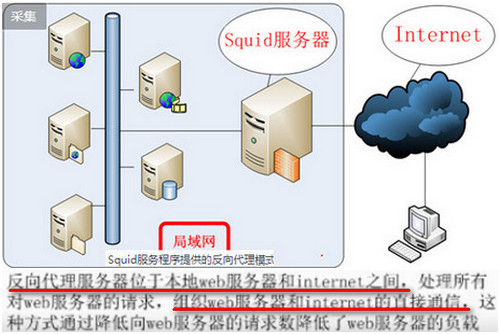 采集
Squid服务器
Internet
局域网
Squid服务程序提供的反向代理模式
反向代理服务器位于本地web服务器和internet之间，处理所有
对web服务器的请求，组织web服务器和internet的直接通信，这
种方式通过降低向web服务器的请求数降低了web服务器的负载